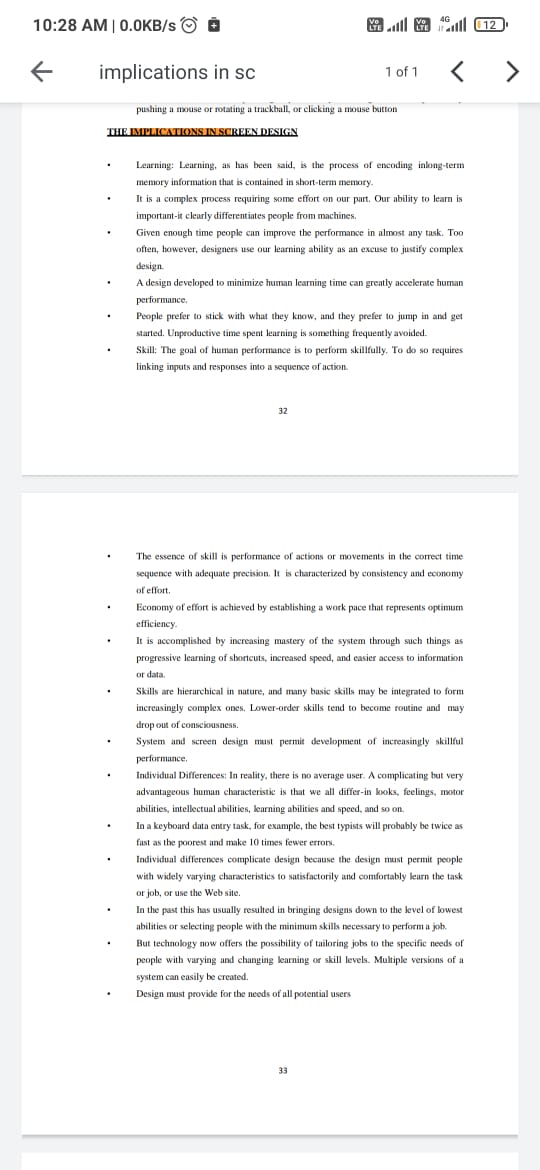 10:28 AM | 0.0KB/s
Vo LTE Vo LTE 4G 12
implications in sc 1 of 1
pushing a mouse or rotating a trackball, or clicking a mouse button
THE IMPLICATIONS IN SCREEN DESIGN
• Learning: Learning, as has been said, is the process of encoding inlong-term
memory information that is contained in short-term memory.
• It is a complex process requiring some effort on our part. Our ability to learn is
important-it clearly differentiates people from machines.
• Given enough time people can improve the performance in almost any task. Too
often, however, designers use our learning ability as an excuse to justify complex
design.
• A design developed to minimize human learning time can greatly accelerate human
performance.
• People prefer to stick with what they know, and they prefer to jump in and get
started. Unproductive time spent learning is something frequently avoided.
• Skill: The goal of human performance is to perform skillfully. To do so requires
linking inputs and responses into a sequence of action.
32
• The essence of skill is performance of actions or movements in the correct time
sequence with adequate precision. It is characterized by consistency and economy
of effort.
• Economy of effort is achieved by establishing a work pace that represents optimum
efficiency.
• It is accomplished by increasing mastery of the system through such things as
progressive learning of shortcuts, increased speed, and easier access to information
or data.
• Skills are hierarchical in nature, and many basic skills may be integrated to form
increasingly complex ones. Lower-order skills tend to become routine and may
drop out of consciousness.
• System and screen design must permit development of increasingly skillful
performance.
• Individual Differences: In reality, there is no average user. A complicating but very
advantageous human characteristic is that we all differ-in looks, feelings, motor
abilities, intellectual abilities, learning abilities and speed, and so on.
• In a keyboard data entry task, for example, the best typists will probably be twice as
fast as the poorest and make 10 times fewer errors.
• Individual differences complicate design because the design must permit people
with widely varying characteristics to satisfactorily and comfortably learn the task
or job, or use the Web site.
• In the past this has usually resulted in bringing designs down to the level of lowest
abilities or selecting people with the minimum skills necessary to perform a job.
• But technology now offers the possibility of tailoring jobs to the specific needs of
people with varying and changing learning or skill levels. Multiple versions of a
system can easily be created.
• Design must provide for the needs of all potential users
33